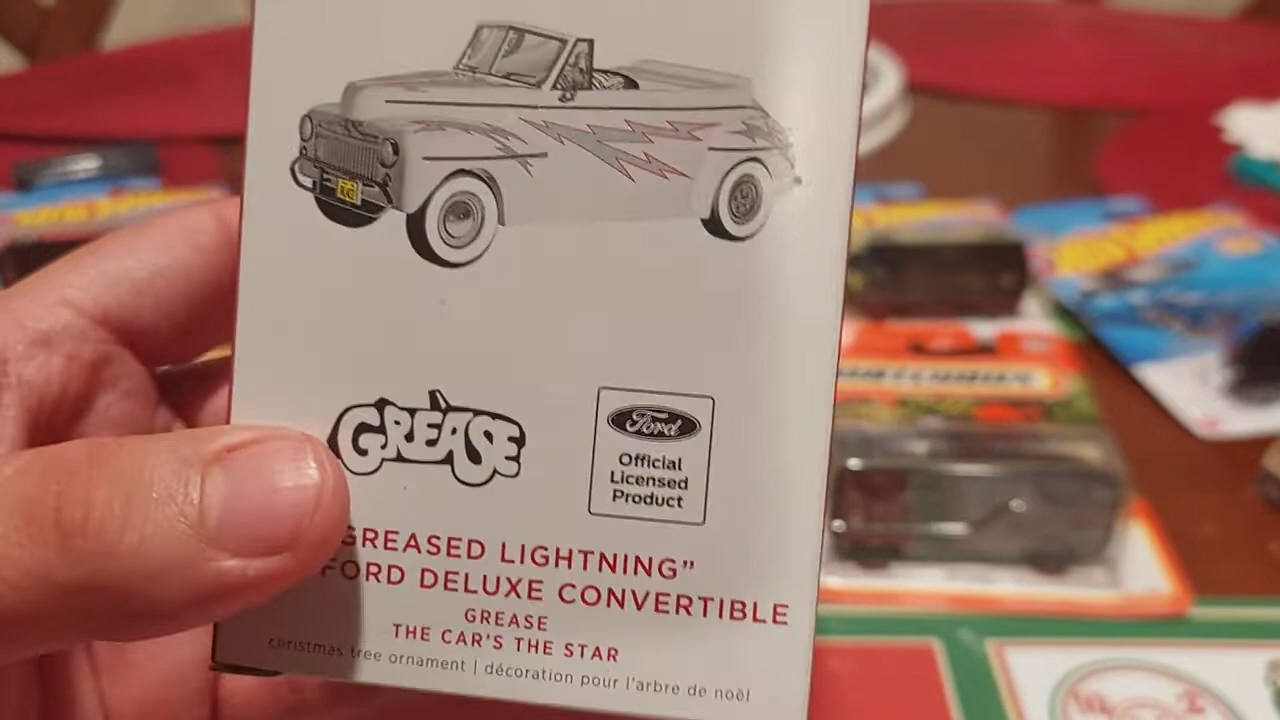 GREASE
Ford
Official
Licensed
Product
GREASED LIGHTNING”
FORD DELUXE CONVERTIBLE
GREASE
THE CAR'S THE STAR
christmas tree ornament | décoration pour l'arbre de noël